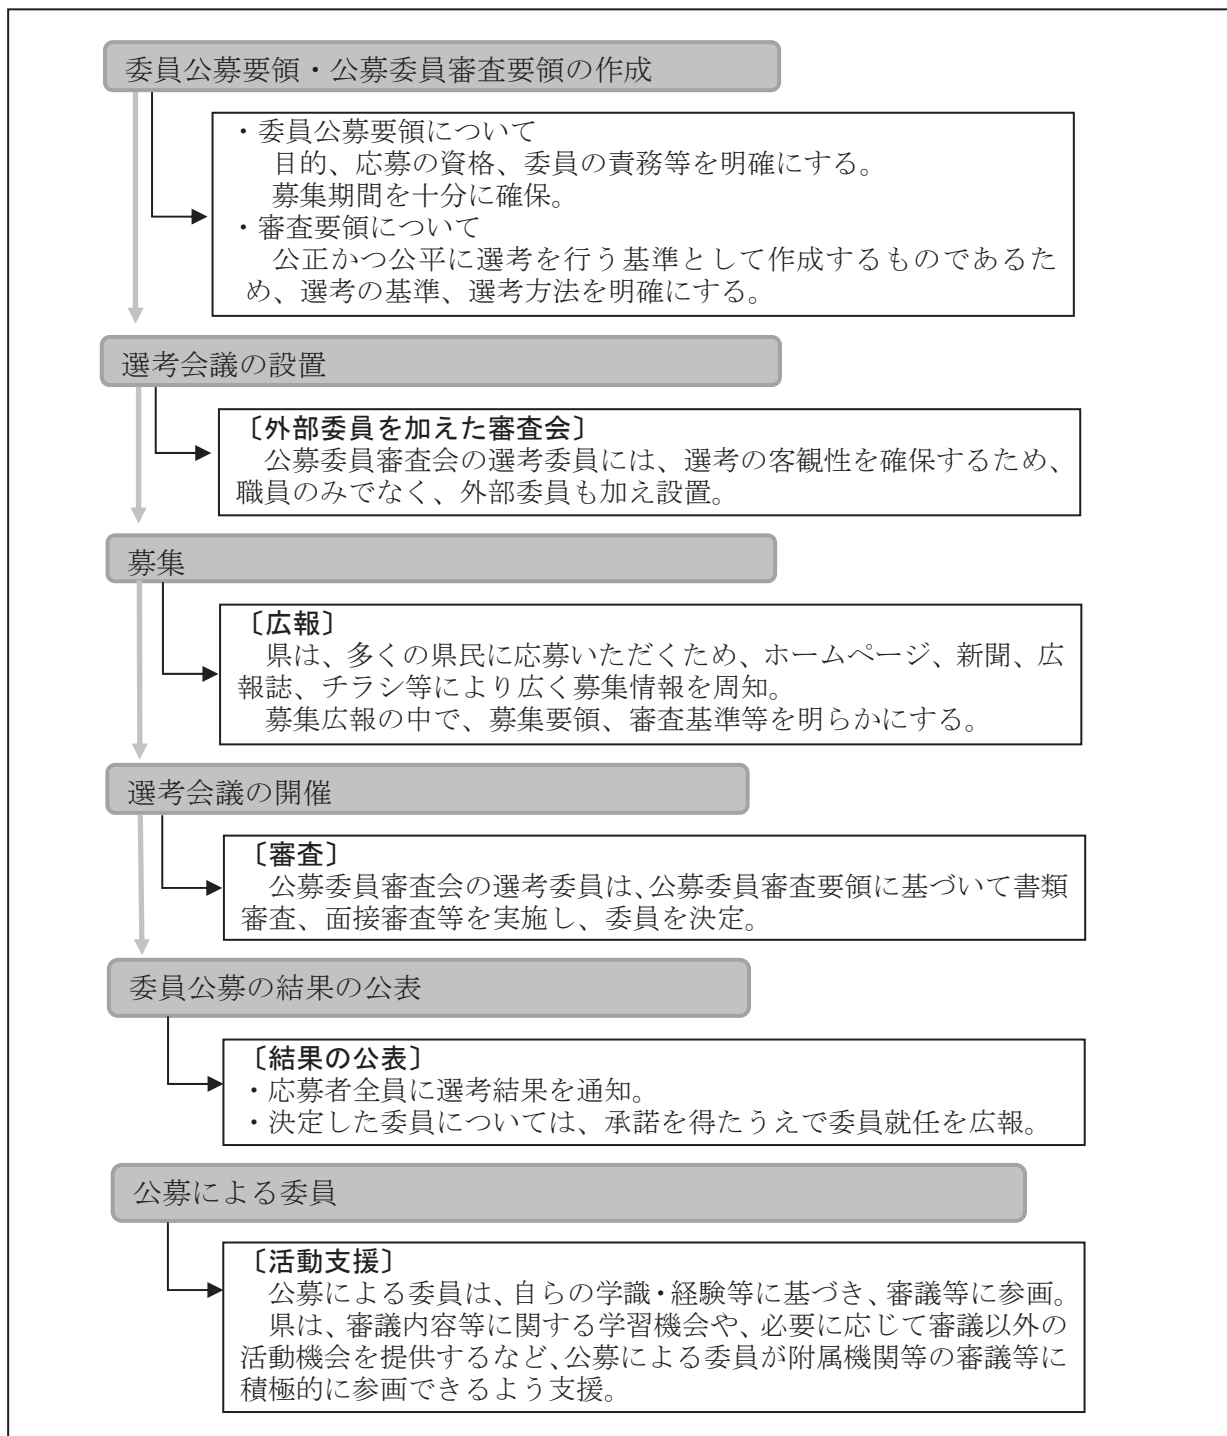 委員公募要領・公募委員審査要領の作成
・委員公募要領について
目的、応募の資格、委員の責務等を明確にする。
募集期間を十分に確保。
・審査要領について
公正かつ公平に選考を行う基準として作成するものであるた
め、選考の基準、選考方法を明確にする。
選考会議の設置
〔外部委員を加えた審査会〕
公募委員審査会の選考委員には、選考の客観性を確保するため、
職員のみでなく、外部委員も加え設置。
募集
〔広報〕
県は、多くの県民に応募いただくため、ホームページ、新聞、広
報誌、チラシ等により広く募集情報を周知。
募集広報の中で、募集要領、審査基準等を明らかにする。
選考会議の開催
〔審査〕
公募委員審査会の選考委員は、公募委員審査要領に基づいて書類
審査、面接審査等を実施し、委員を決定。
委員公募の結果の公表
〔結果の公表〕
・応募者全員に選考結果を通知。
・決定した委員については、承諾を得たうえで委員就任を広報。
公募による委員
〔活動支援〕
公募による委員は、自らの学識・経験等に基づき、審議等に参画。
県は、審議内容等に関する学習機会や、必要に応じて審議以外の
活動機会を提供するなど、公募による委員が附属機関等の審議等に
積極的に参画できるよう支援。